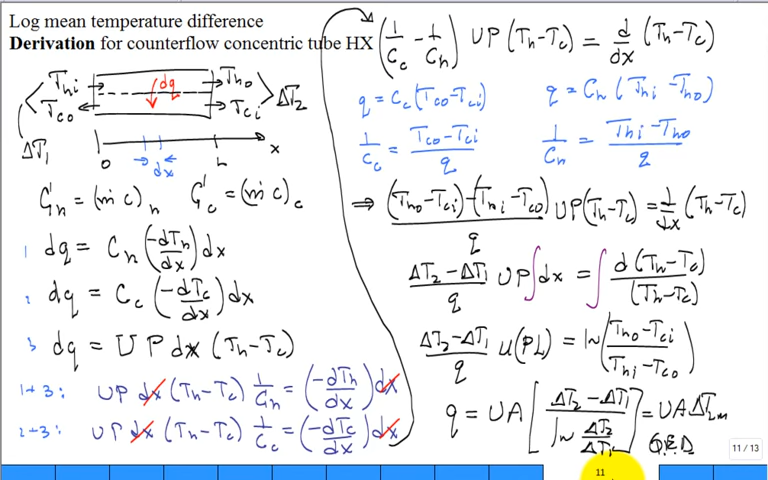 Log mean temperature difference
Derivation for counterflow concentric tube HX
Thi Tho
dq
Tco Tci
ΔT2
ΔT1
0 dx L x
C'h = (ṁ c)h C'c = (ṁ c)c
1 dq = Ch (-dTh/dx) dx
2 dq = Cc (-dTc/dx) dx
3 dq = U P dx (Th-Tc)
1+3: UP dx (Th-Tc) 1/Ch = (-dTh/dx) dx
2+3: UP dx (Th-Tc) 1/Cc = (-dTc/dx) dx
(1/Cc - 1/Ch) UP (Th-Tc) = d/dx (Th-Tc)
q = Cc (Tco-Tci) q = Ch (Thi-Tho)
1/Cc = Tco-Tci/q 1/Ch = Thi-Tho/q
⇒ (Tho-Tci)-(Thi-Tco)/q UP(Th-Tc) = d/dx (Th-Tc)
ΔT2-ΔT1/q UP ∫dx = ∫ d(Th-Tc)/(Th-Tc)
ΔT2-ΔT1/q U(PL) = ln (Tho-Tci/Thi-Tco)
q = UA [ΔT2-ΔT1/ln ΔT2/ΔT1] = UA ΔTlm
Q.E.D
11 / 13
11